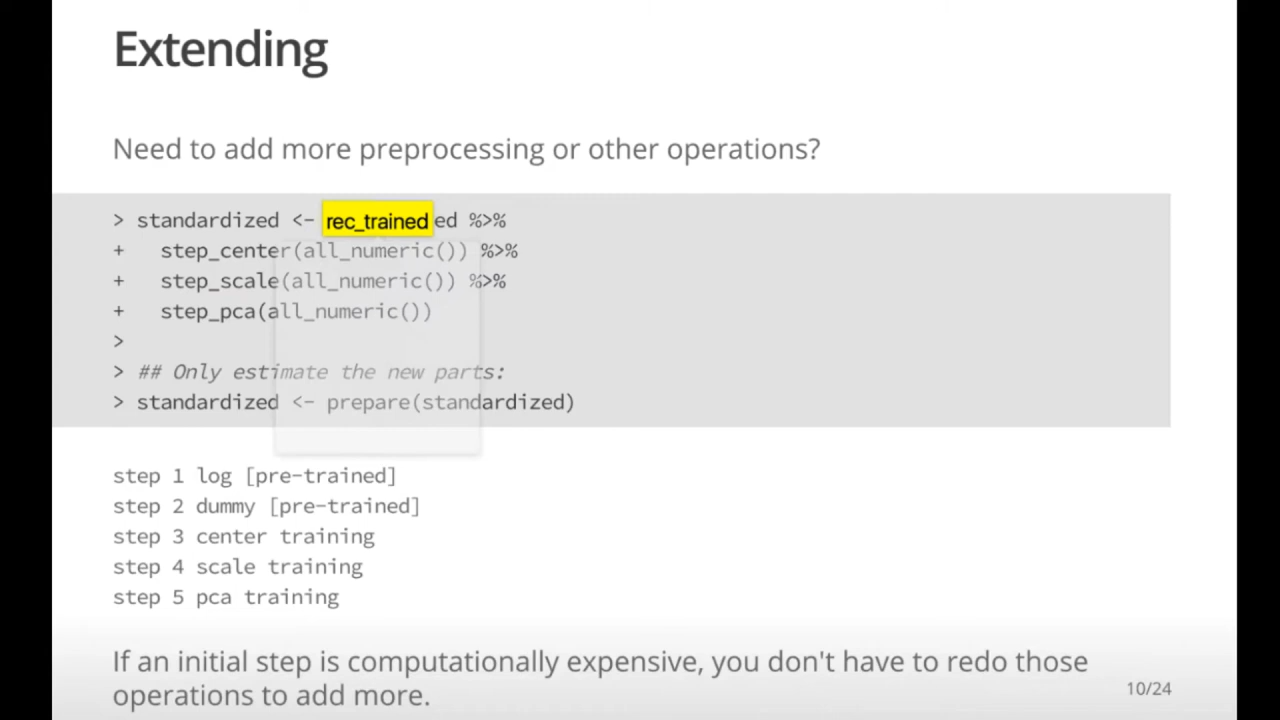 Extending
Need to add more preprocessing or other operations?
> standardized <- rec_trained ed %>%
+   step_center(all_numeric()) %>%
+   step_scale(all_numeric()) %>%
+   step_pca(all_numeric())
>
> ## Only estimate the new parts:
> standardized <- prepare(standardized)
step 1 log [pre-trained]
step 2 dummy [pre-trained]
step 3 center training
step 4 scale training
step 5 pca training
If an initial step is computationally expensive, you don't have to redo those
operations to add more.
10/24